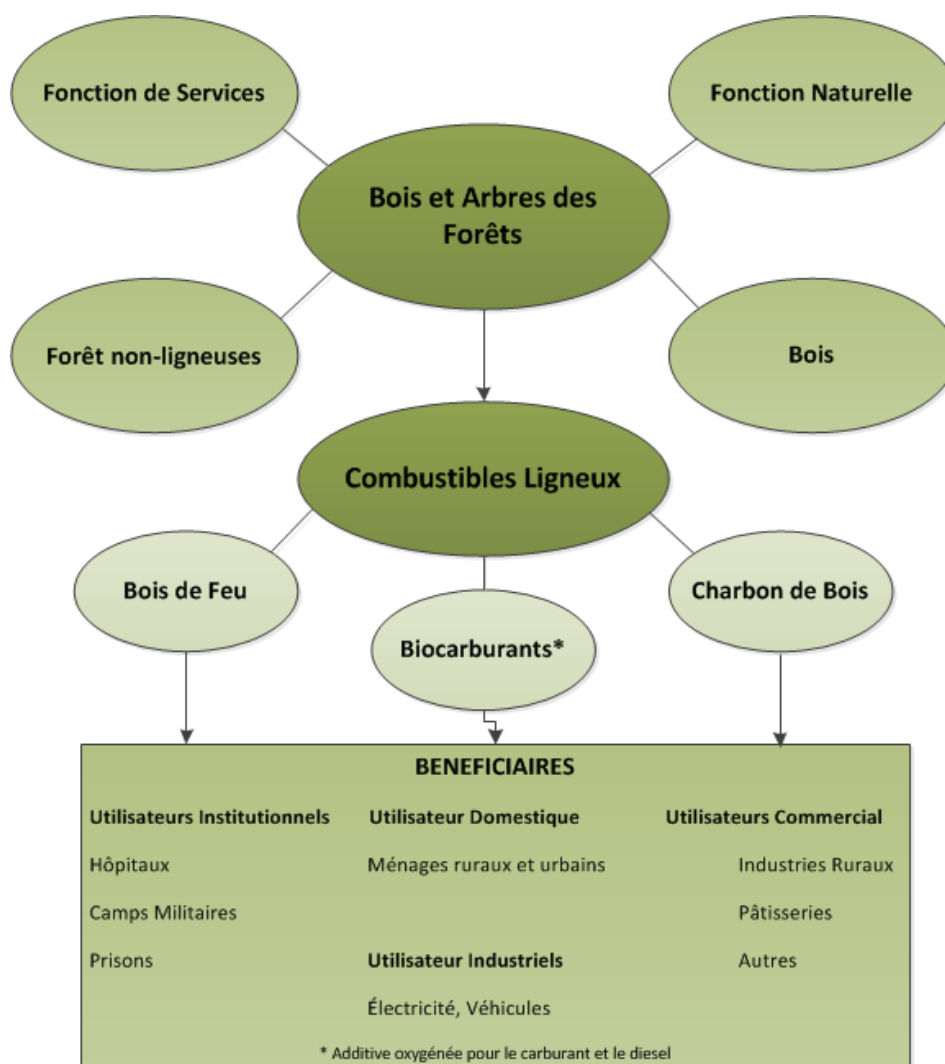 Fonction de Services
Fonction Naturelle
Bois et Arbres des
Forêts
Forêt non-ligneuses
Bois
Combustibles Ligneux
Bois de Feu
Biocarburants*
Charbon de Bois
BENEFICIAIRES
Utilisateurs Institutionnels
Hôpitaux
Camps Militaires
Prisons
Utilisateur Domestique
Ménages ruraux et urbains
Utilisateur Industriels
Électricité, Véhicules
Utilisateurs Commercial
Industries Ruraux
Pâtisseries
Autres
* Additive oxygénée pour le carburant et le diesel